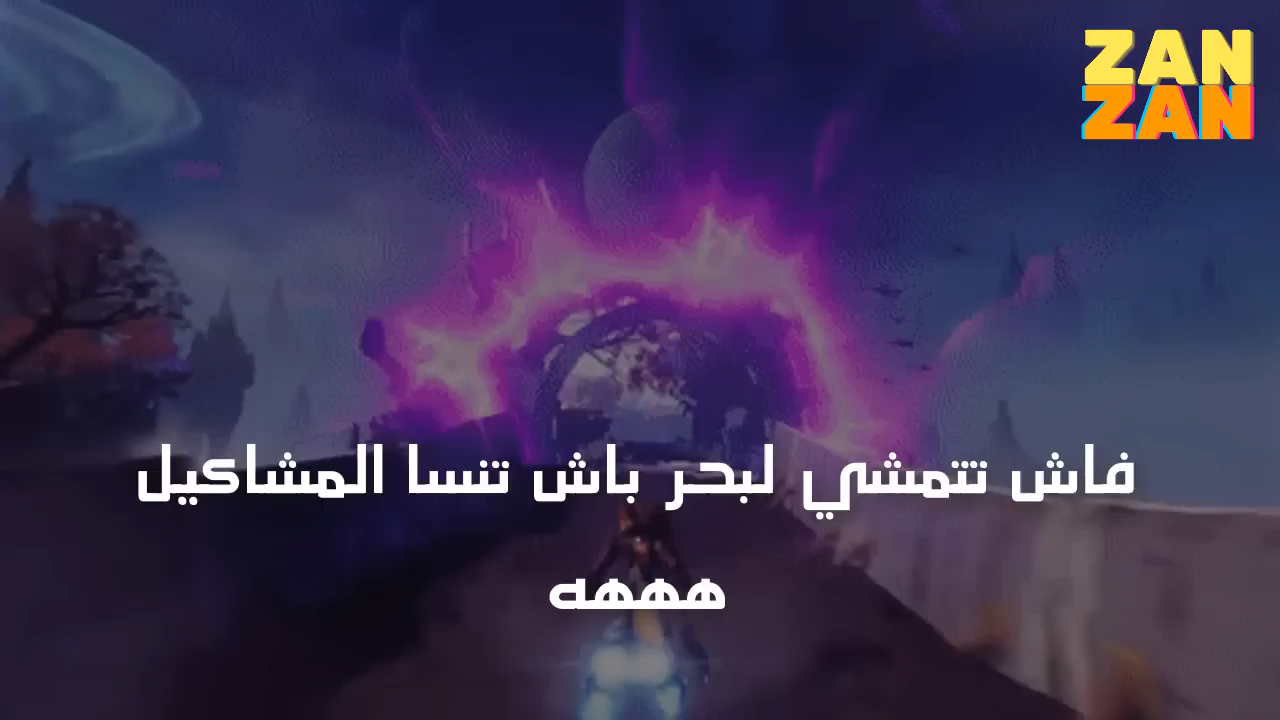 ZAN
ZAN
فاش تتمشي لبحر باش تنسا المشاكيل
هههه